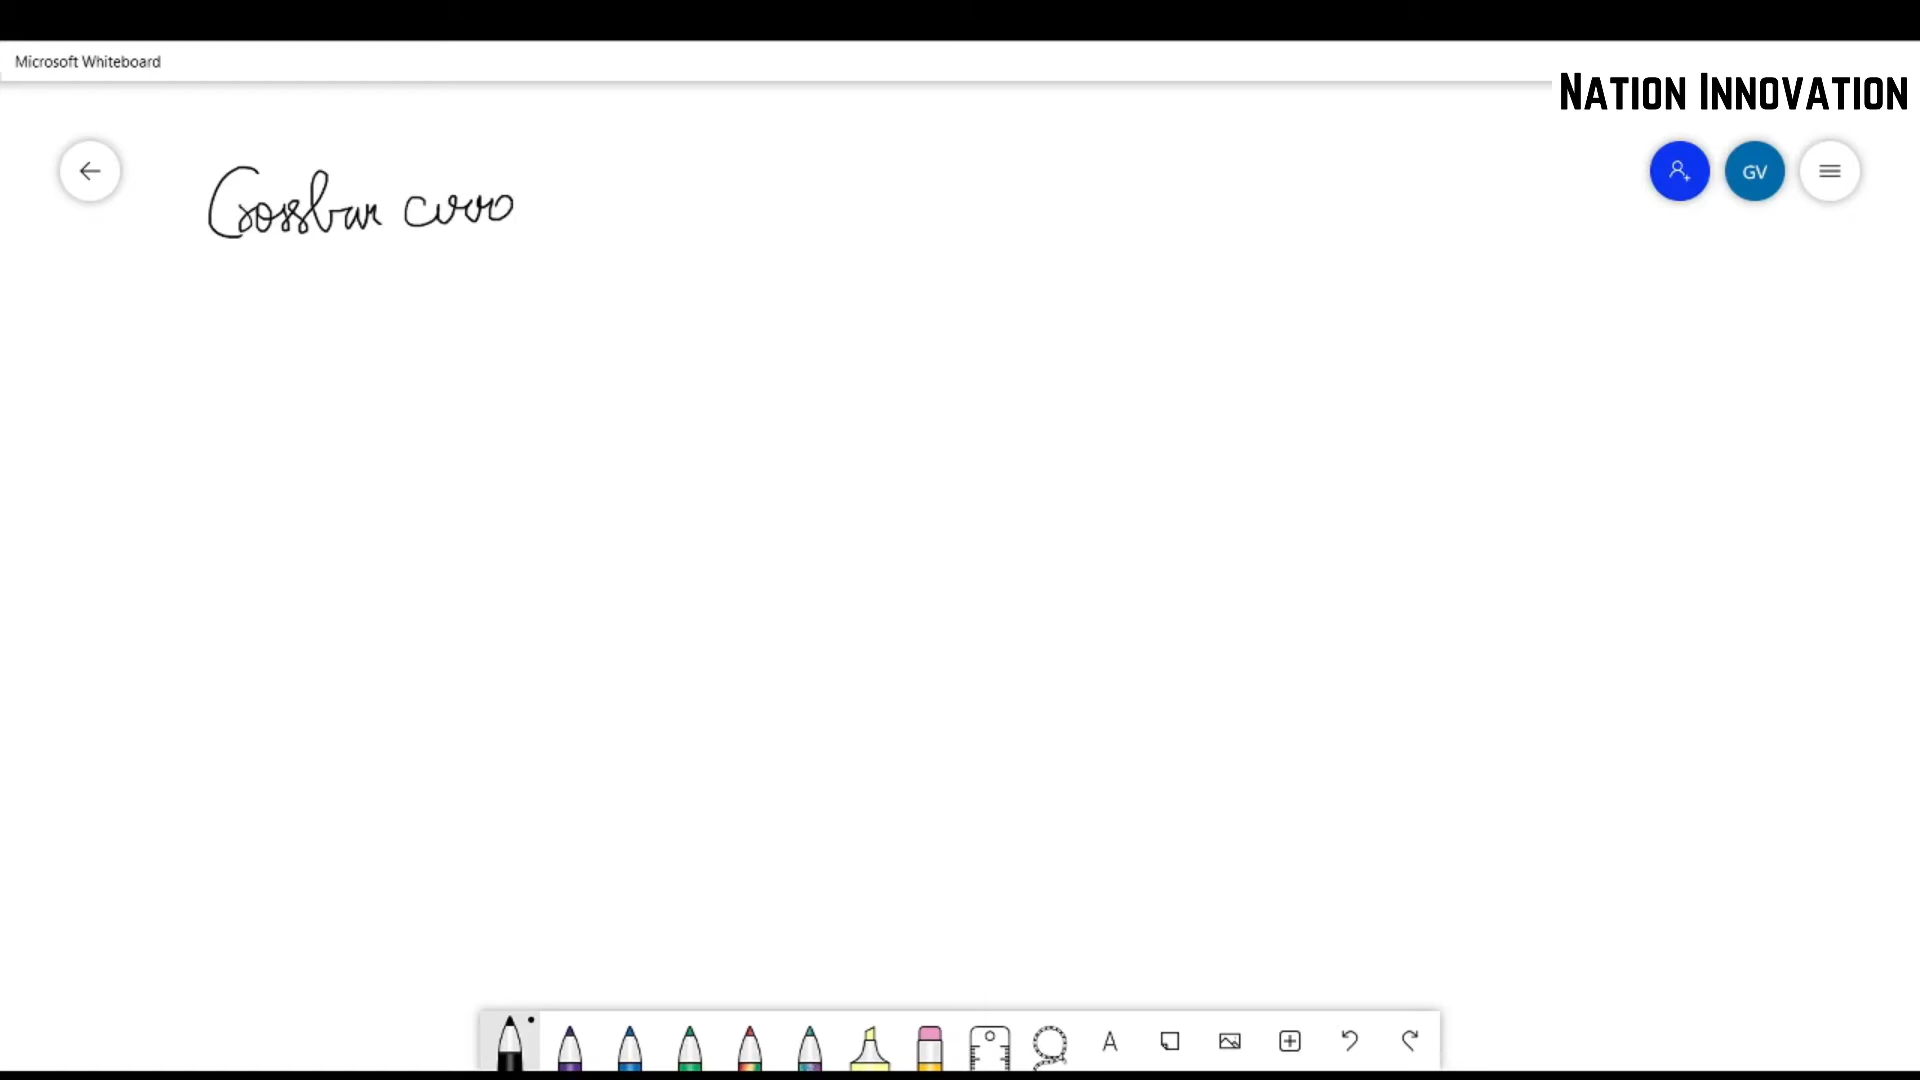 Microsoft Whiteboard
NATION INNOVATION
GV
Crossbar
A